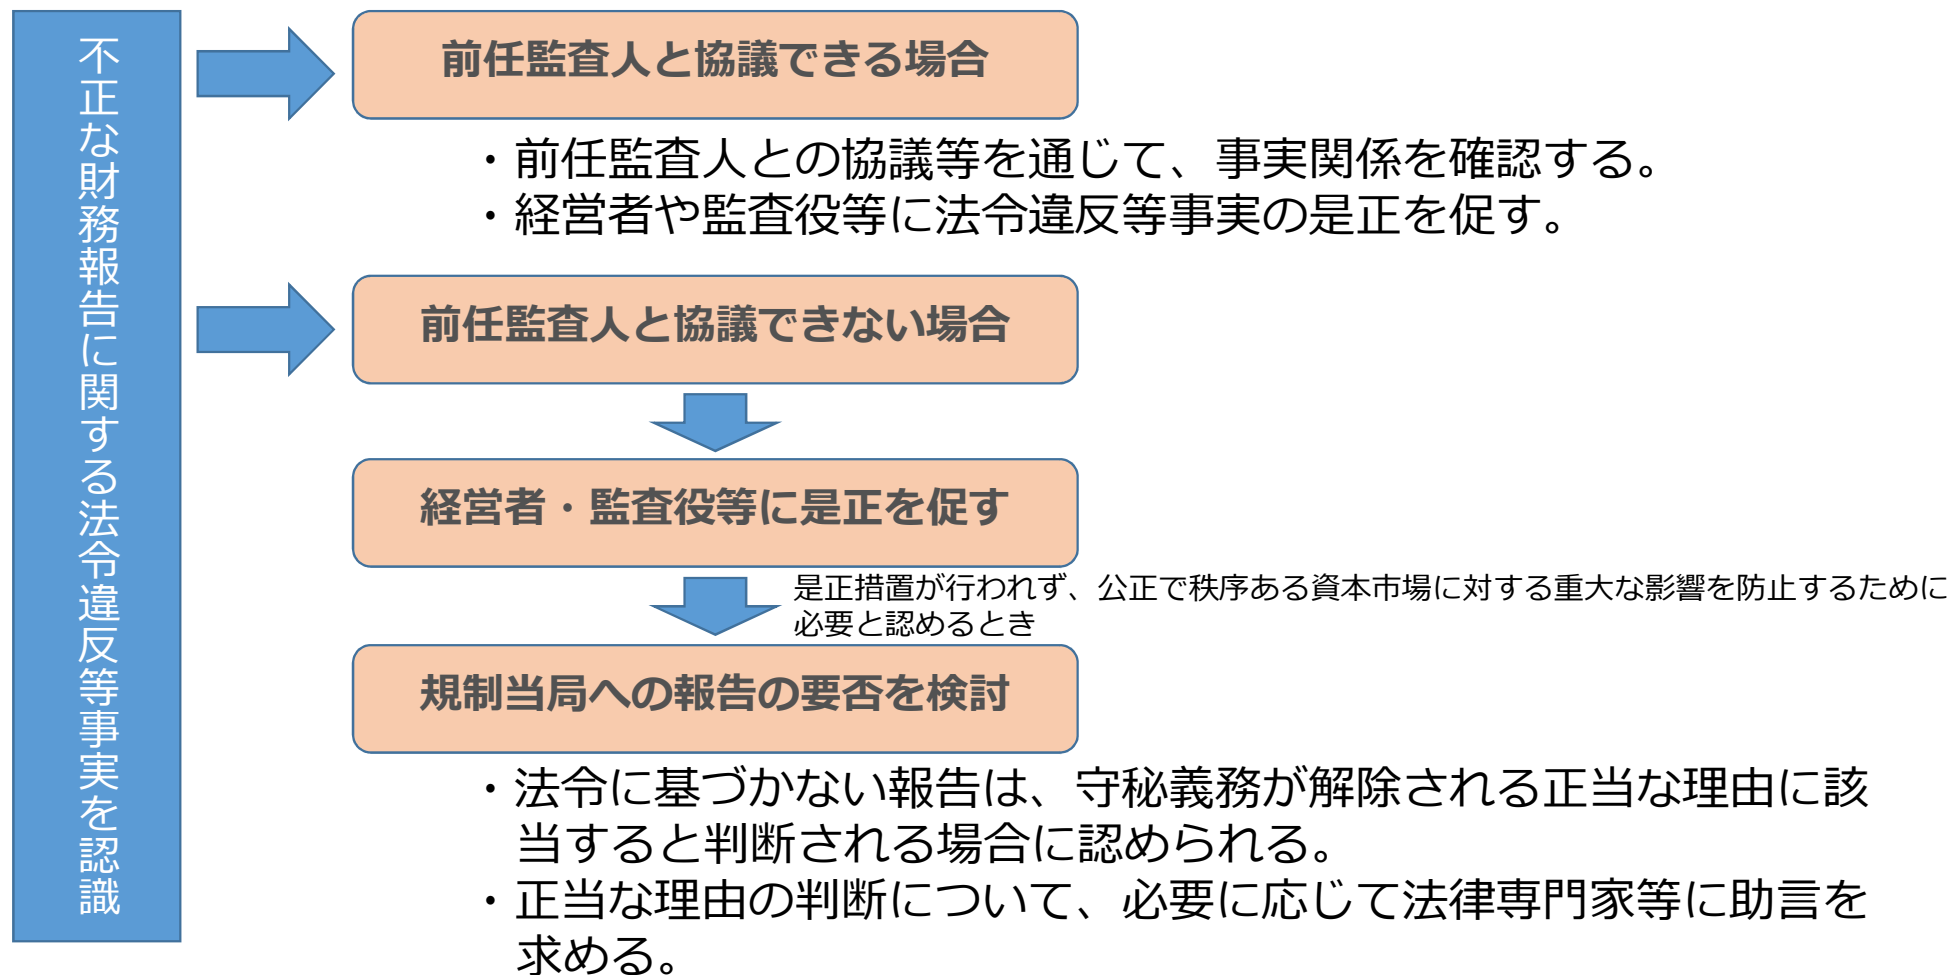 不正な財務報告に関する法令違反等事実を認識
前任監査人と協議できる場合
・前任監査人との協議等を通じて、事実関係を確認する。
・経営者や監査役等に法令違反等事実の是正を促す。
前任監査人と協議できない場合
経営者・監査役等に是正を促す
是正措置が行われず、公正で秩序ある資本市場に対する重大な影響を防止するために
必要と認めるとき
規制当局への報告の要否を検討
・法令に基づかない報告は、守秘義務が解除される正当な理由に該
当すると判断される場合に認められる。
・正当な理由の判断について、必要に応じて法律専門家等に助言を
求める。